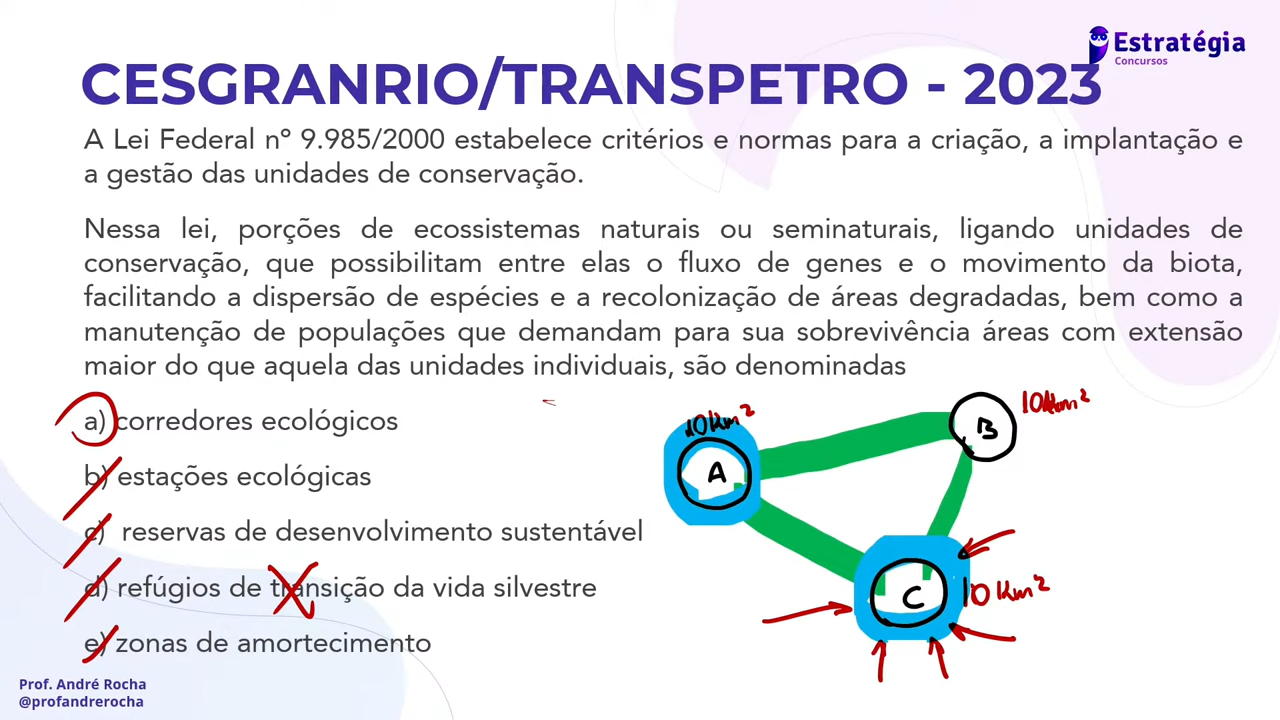 Estratégia
Concursos
CESGRANRIO/TRANSPETRO - 2023
A Lei Federal nº 9.985/2000 estabelece critérios e normas para a criação, a implantação e
a gestão das unidades de conservação.
Nessa lei, porções de ecossistemas naturais ou seminaturais, ligando unidades de
conservação, que possibilitam entre elas o fluxo de genes e o movimento da biota,
facilitando a dispersão de espécies e a recolonização de áreas degradadas, bem como a
manutenção de populações que demandam para sua sobrevivência áreas com extensão
maior do que aquela das unidades individuais, são denominadas
a) corredores ecológicos
b) estações ecológicas
c) reservas de desenvolvimento sustentável
d) refúgios de transição da vida silvestre
e) zonas de amortecimento
10Km²
A
B
10Km²
C
10Km²
Prof. André Rocha
@profandrerocha